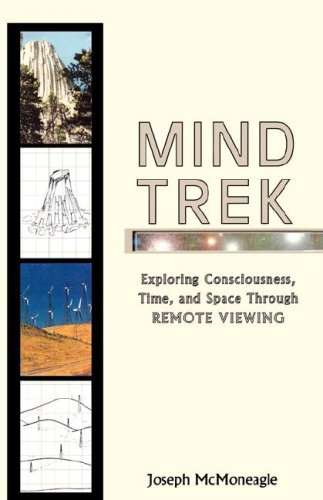 MIND
TREK
Exploring Consciousness,
Time, and Space Through
REMOTE VIEWING
Joseph McMoneagle